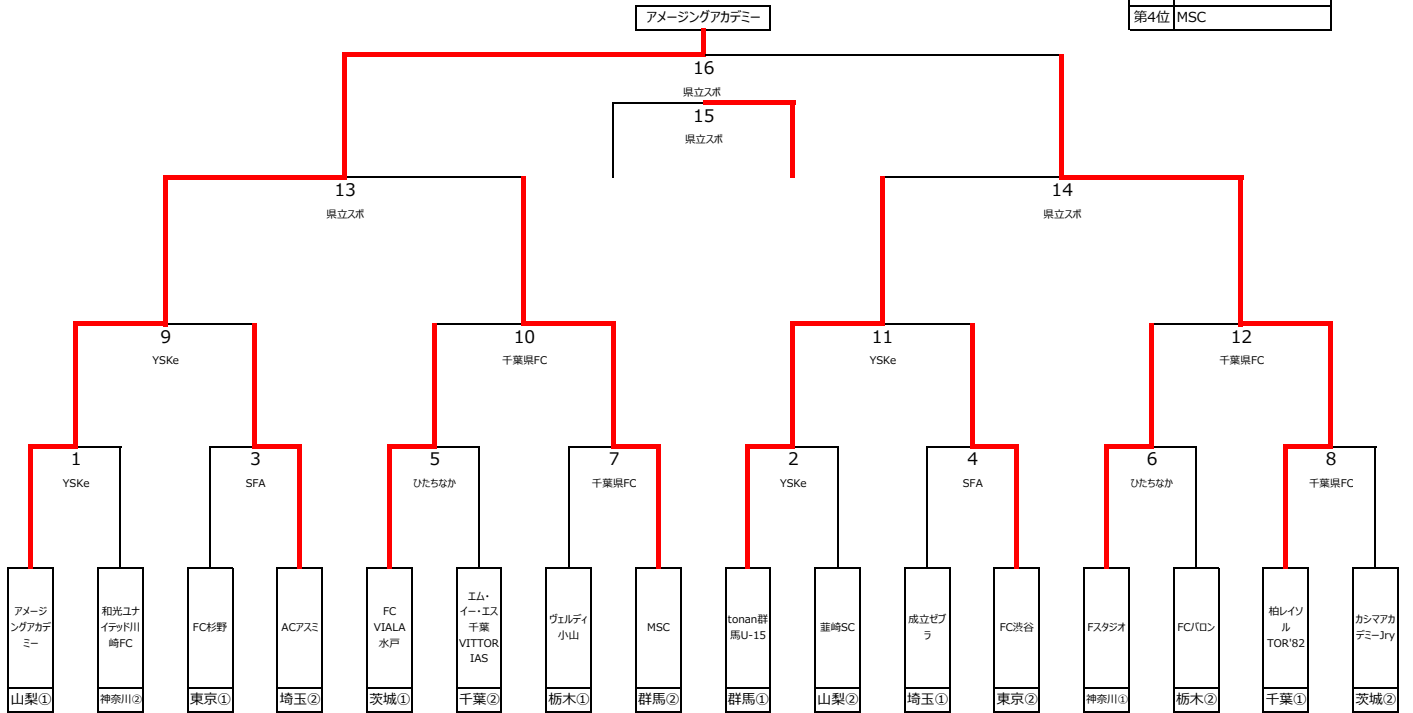 アメージングアカデミー
第4位 MSC
16
県立スポ
15
県立スポ
13
県立スポ
14
県立スポ
9
YSKe
10
千葉県FC
11
YSKe
12
千葉県FC
1
YSKe
3
SFA
5
ひたちなか
7
千葉県FC
2
YSKe
4
SFA
6
ひたちなか
8
千葉県FC
アメージ
ングアカデ
ミー
和光ユナ
イテッド川
崎FC
FC杉野
ACアスミ
FC
VIALA
水戸
エム・
イー・エス
千葉
VITTOR
IAS
ヴェルディ
小山
MSC
tonan群
馬U-15
韮崎SC
成立ゼブ
ラ
FC渋谷
Fスタジオ
FCバロン
柏レイソ
ル
TOR'82
カシマアカ
デミーJry
山梨①
神奈川②
東京①
埼玉②
茨城①
千葉②
栃木①
群馬②
群馬①
山梨②
埼玉①
東京②
神奈川①
栃木②
千葉①
茨城②